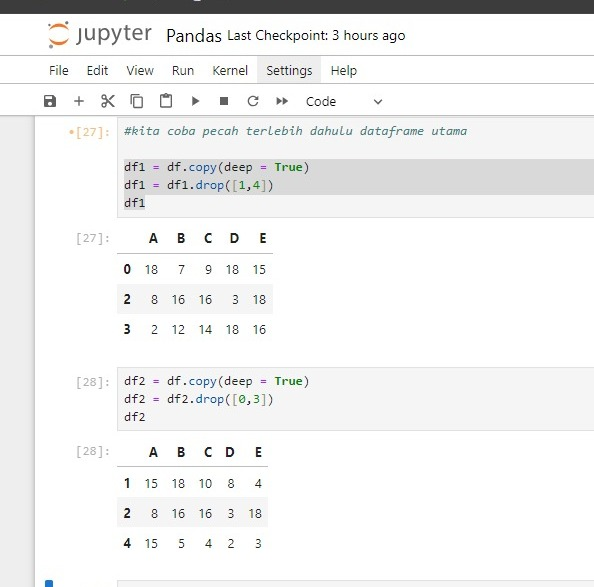 jupyter Pandas Last Checkpoint: 3 hours ago
File Edit View Run Kernel Settings Help
Code
[27]: #kita coba pecah terlebih dahulu dataframe utama
df1 = df.copy(deep = True)
df1 = df1.drop([1,4])
df1
[27]: A B C D E
0 18 7 9 18 15
2 8 16 16 3 18
3 2 12 14 18 16
[28]: df2 = df.copy(deep = True)
df2 = df2.drop([0,3])
df2
[28]: A B C D E
1 15 18 10 8 4
2 8 16 16 3 18
4 15 5 4 2 3